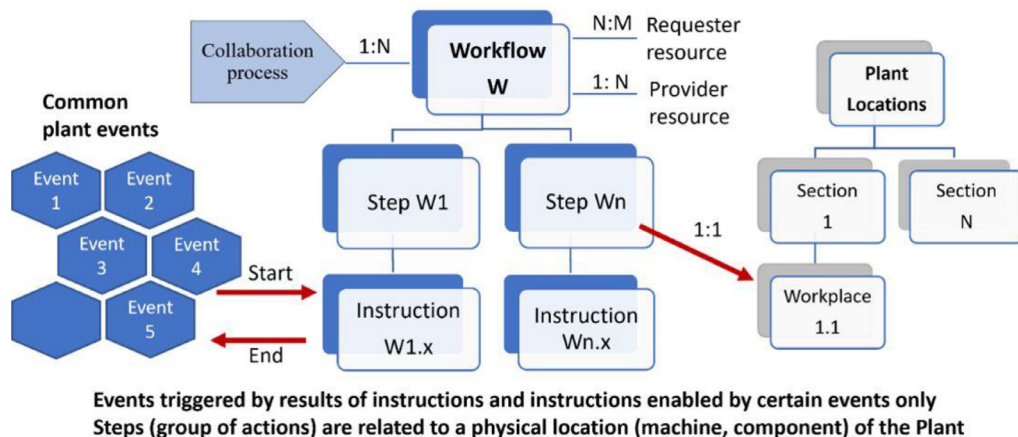 Collaboration
process
1:N
Workflow
W
N:M
Requester
resource
1: N
Provider
resource
Plant
Locations
Common
plant events
Event
1
Event
2
Event
3
Event
4
Event
5
Start
End
Step W1
Step Wn
1:1
Section
1
Section
N
Instruction
W1.x
Instruction
Wn.x
Workplace
1.1
Events triggered by results of instructions and instructions enabled by certain events only
Steps (group of actions) are related to a physical location (machine, component) of the Plant